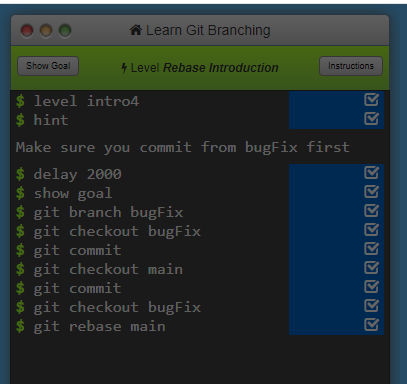 Learn Git Branching
Show Goal
Level Rebase Introduction
Instructions
$ level intro4
$ hint
Make sure you commit from bugFix first
$ delay 2000
$ show goal
$ git branch bugFix
$ git checkout bugFix
$ git commit
$ git checkout main
$ git commit
$ git checkout bugFix
$ git rebase main